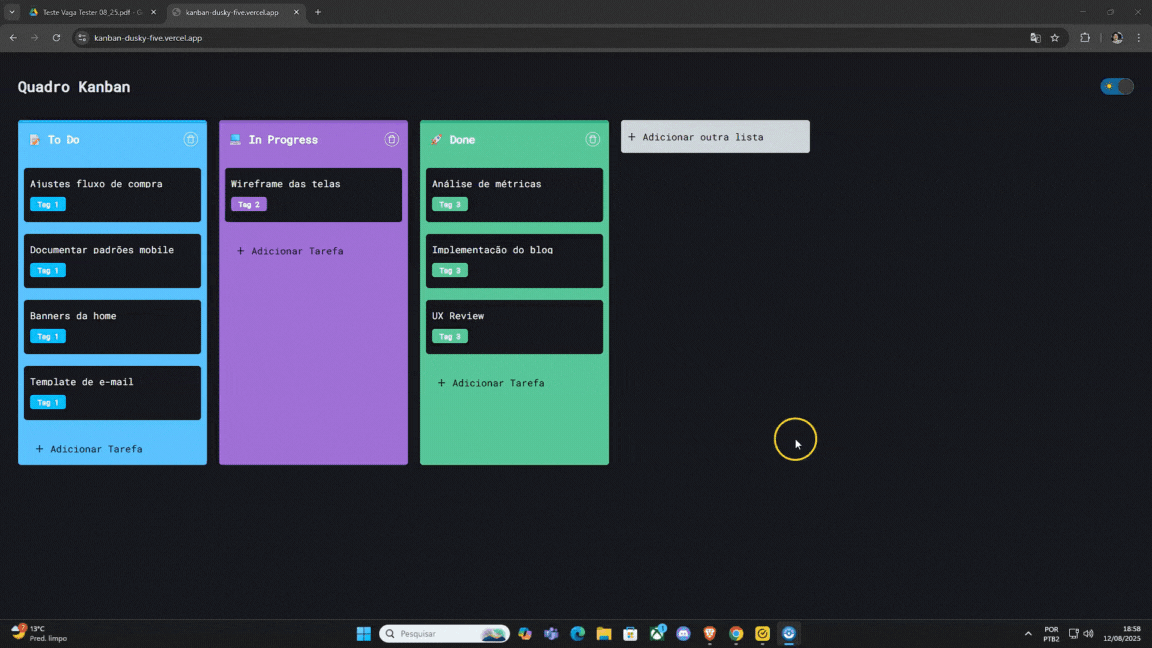 Teste Vaga Tester 08_25.pdf - G
kanban-dusky-five.vercel.app
kanban-dusky-five.vercel.app
Quadro Kanban
To Do
In Progress
Done
+ Adicionar outra lista
Ajustes fluxo de compra
Tag 1
Wireframe das telas
Tag 2
Análise de métricas
Tag 3
Documentar padrões mobile
Tag 1
+ Adicionar Tarefa
Implementação do blog
Tag 3
Banners da home
Tag 1
UX Review
Tag 3
Template de e-mail
Tag 1
+ Adicionar Tarefa
+ Adicionar Tarefa
13°C
Pred. limpo
Pesquisar
POR
PTB2
18:58
12/08/2025